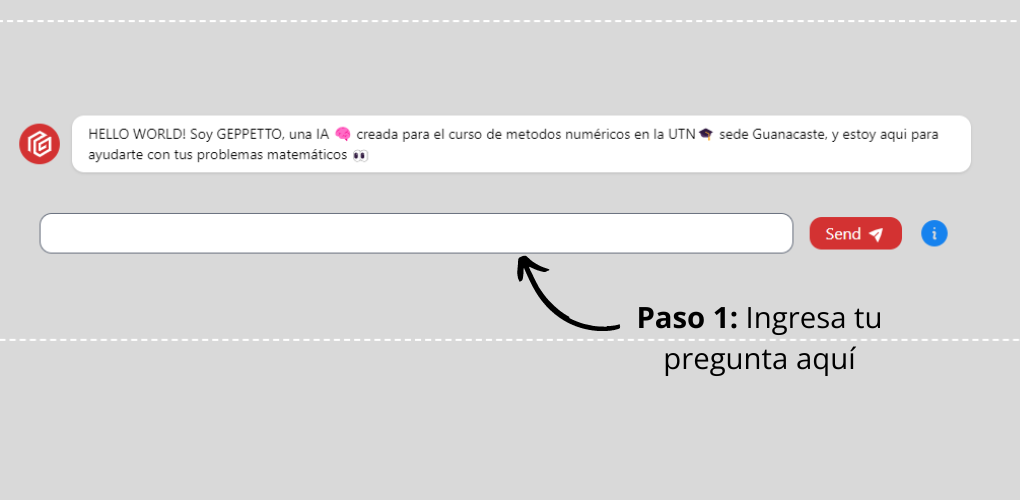 HELLO WORLD! Soy GEPPETTO, una IA 🧠 creada para el curso de metodos numéricos en la UTN🎓 sede Guanacaste, y estoy aqui para
ayudarte con tus problemas matemáticos 👀
Send
i
Paso 1: Ingresa tu
pregunta aquí